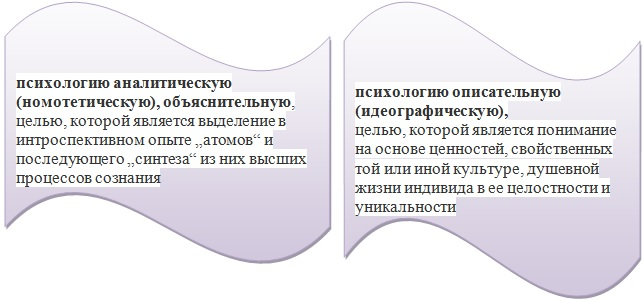 психологию аналитическую
(номотетическую), объяснительную,
целью, которой является выделение в
интроспективном опыте „атомов“ и
последующего „синтеза“ из них высших
процессов сознания
психологию описательную
(идеографическую),
целью, которой является понимание
на основе ценностей, свойственных
той или иной культуре, душевной
жизни индивида в ее целостности и
уникальности